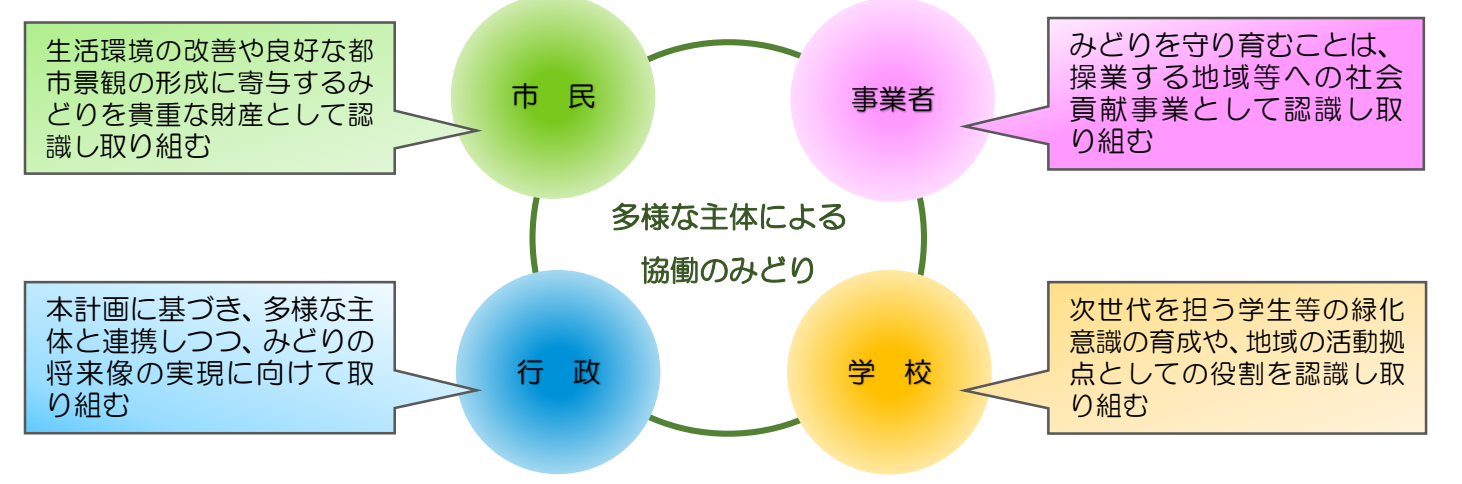 生活環境の改善や良好な都
市景観の形成に寄与するみ
どりを貴重な財産として認
識し取り組む
市　民
事業者
みどりを守り育むことは、
操業する地域等への社会
貢献事業として認識し取
り組む
多様な主体による
協働のみどり
本計画に基づき、多様な主
体と連携しつつ、みどりの
将来像の実現に向けて取
り組む
行　政
学　校
次世代を担う学生等の緑化
意識の育成や、地域の活動拠
点としての役割を認識し取
り組む